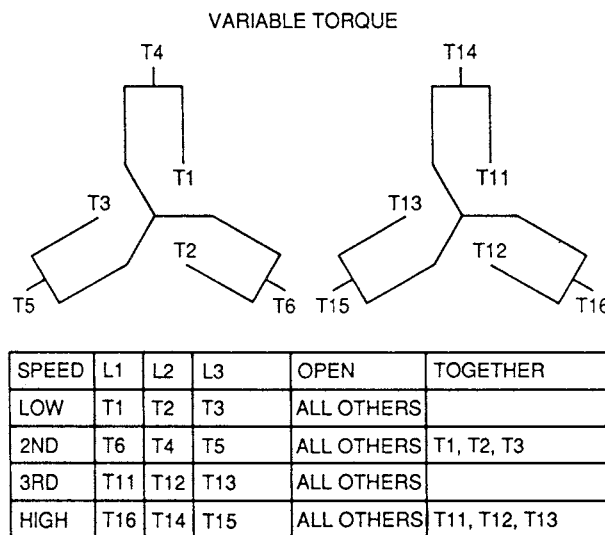 VARIABLE TORQUE
T4 T14
T1 T11
T3 T13
T2 T12
T5 T6 T15 T16
SPEED L1 L2 L3 OPEN TOGETHER
LOW T1 T2 T3 ALL OTHERS
2ND T6 T4 T5 ALL OTHERS T1, T2, T3
3RD T11 T12 T13 ALL OTHERS
HIGH T16 T14 T15 ALL OTHERS T11, T12, T13